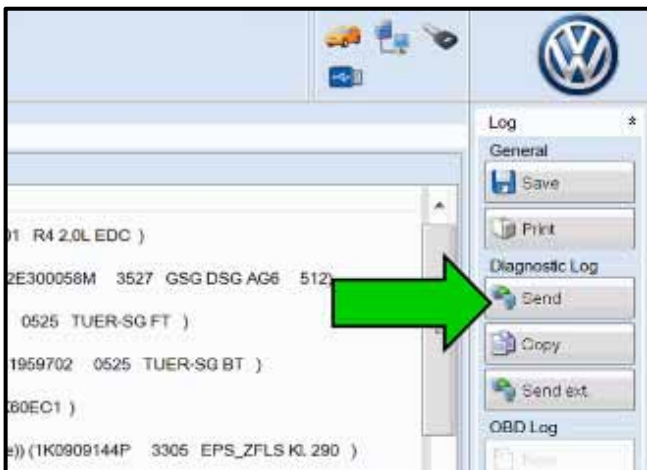 Log
General
Save
Print
01 R4 2,0L EDC )
Diagnostic Log
2E300058M 3527 GSG DSG AG6 512)
Send
0525 TUER-SG FT )
Copy
1959702 0525 TUER-SG BT )
Send ext.
60EC1 )
OBD Log
e)) (1K0909144P 3305 EPS_ZFLS Kl. 290 )